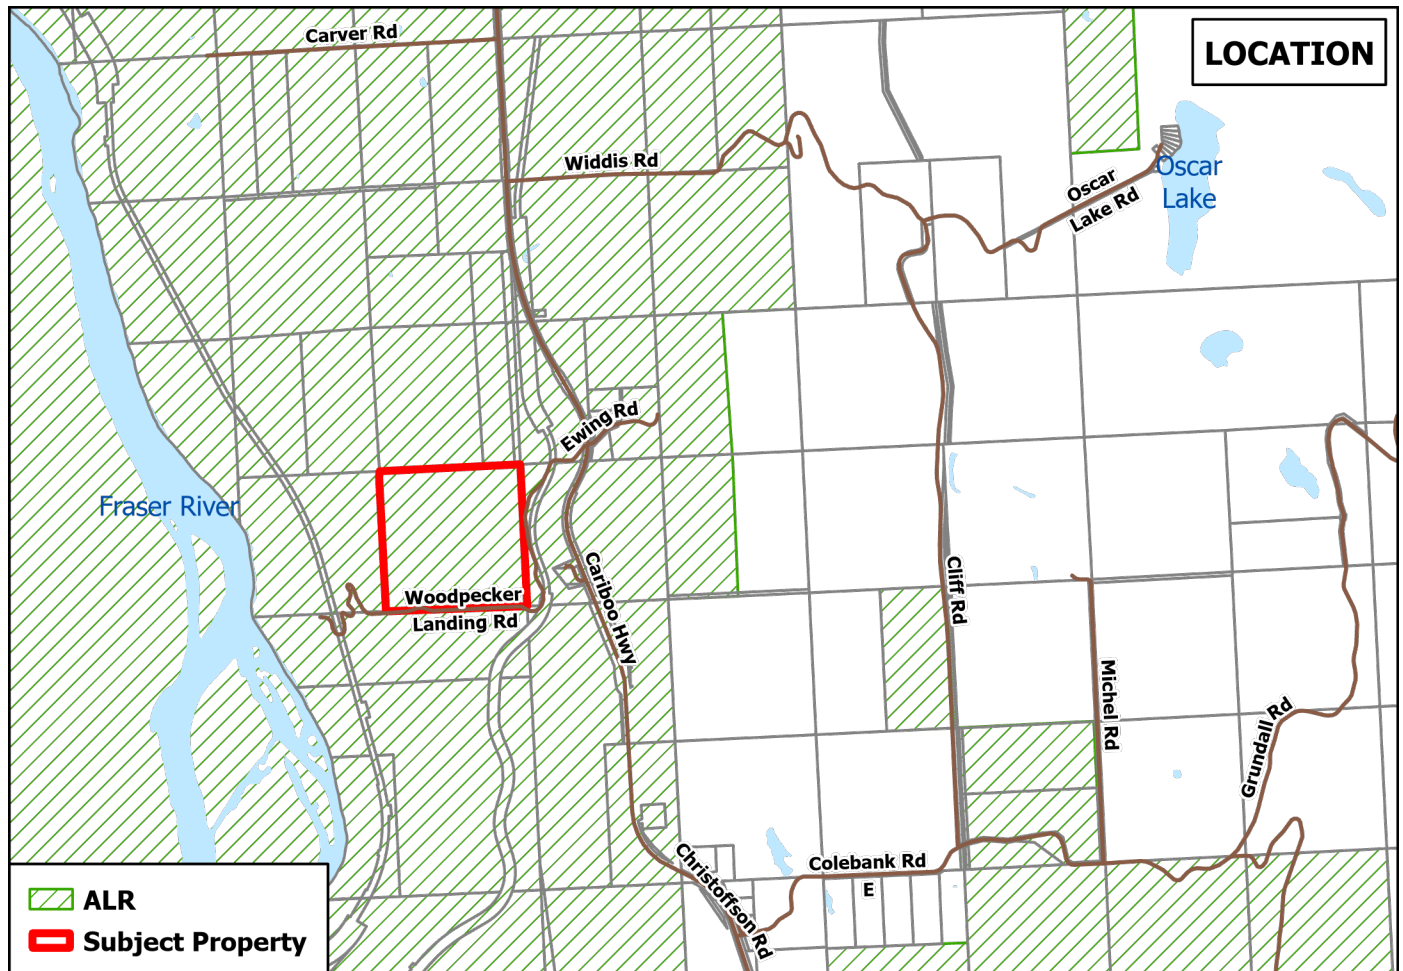 LOCATION
Carver Rd
Widdis Rd
Oscar
Lake Rd
Oscar
Lake
Ewing Rd
Fraser River
Cariboo Hwy
Woodpecker
Landing Rd
Cliff Rd
Michel Rd
Grundall Rd
Christoffson Rd
Colebank Rd
E
ALR
Subject Property